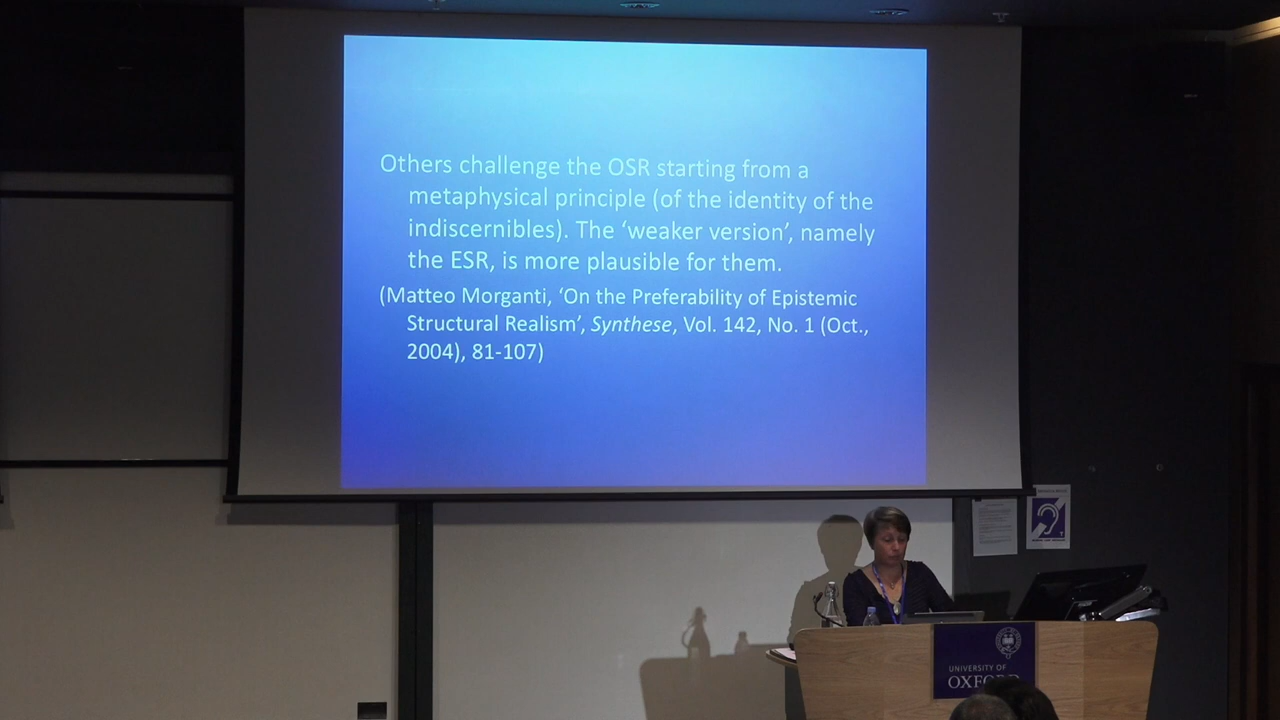 Others challenge the OSR starting from a
metaphysical principle (of the identity of the
indiscernibles). The ‘weaker version’, namely
the ESR, is more plausible for them.
(Matteo Morganti, ‘On the Preferability of Epistemic
Structural Realism’, Synthese, Vol. 142, No. 1 (Oct.,
2004), 81-107)
UNIVERSITY OF
OXFORD